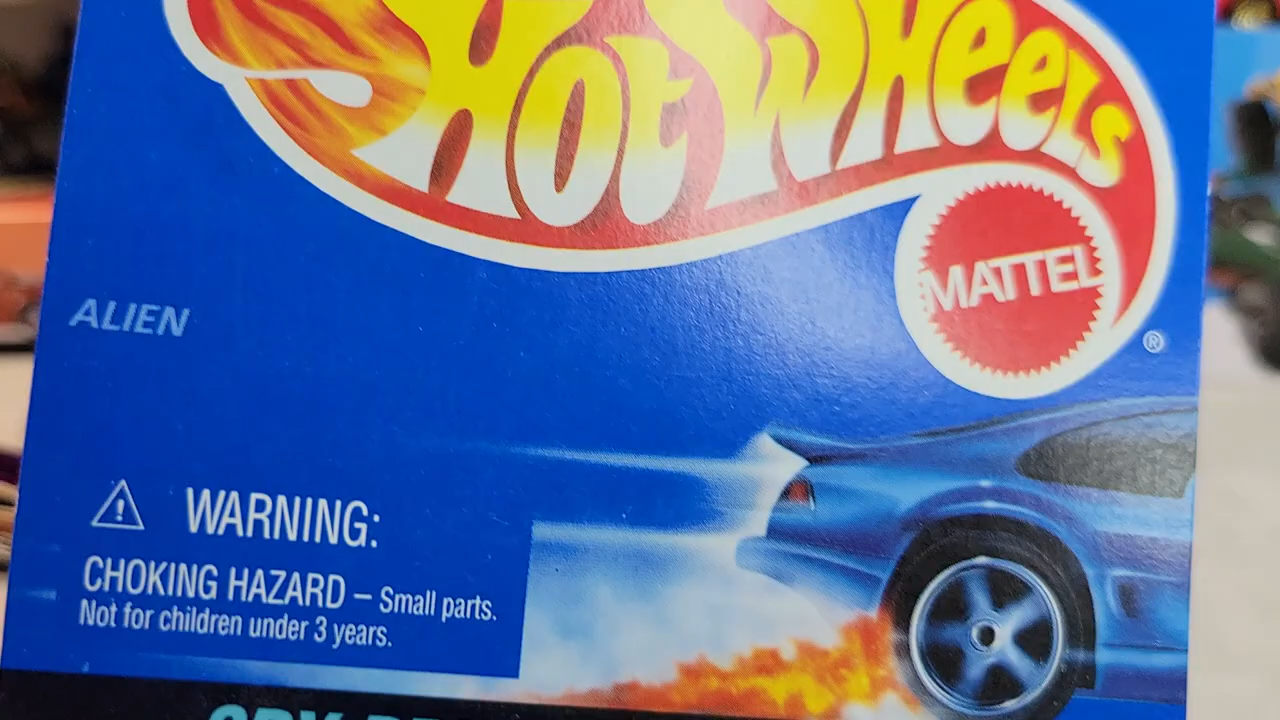 Hot Wheels
MATTEL
®
ALIEN
WARNING:
CHOKING HAZARD – Small parts.
Not for children under 3 years.